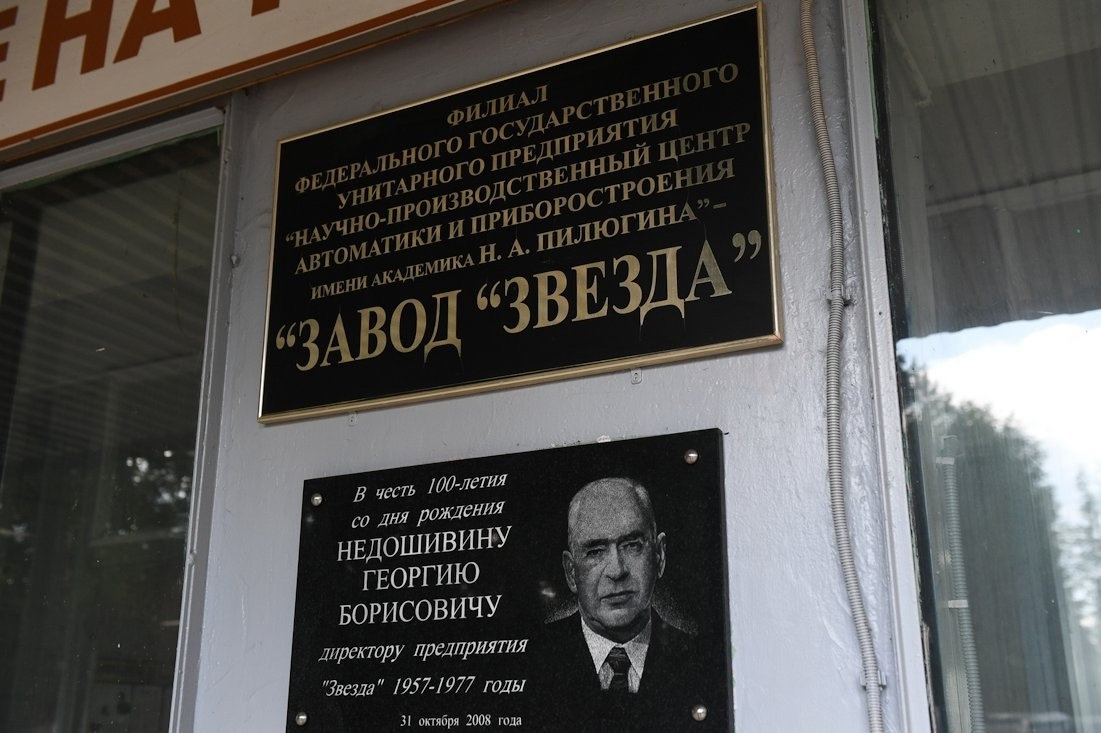 НА
ФИЛИАЛ
ФЕДЕРАЛЬНОГО ГОСУДАРСТВЕННОГО
УНИТАРНОГО ПРЕДПРИЯТИЯ
“НАУЧНО-ПРОИЗВОДСТВЕННЫЙ ЦЕНТР
АВТОМАТИКИ И ПРИБОРОСТРОЕНИЯ
ИМЕНИ АКАДЕМИКА Н. А. ПИЛЮГИНА” –
“ЗАВОД “ЗВЕЗДА”
В честь 100-летия
со дня рождения
НЕДОШИВИНУ
ГЕОРГИЮ
БОРИСОВИЧУ
директору предприятия
"Звезда" 1957-1977 годы
31 октября 2008 года